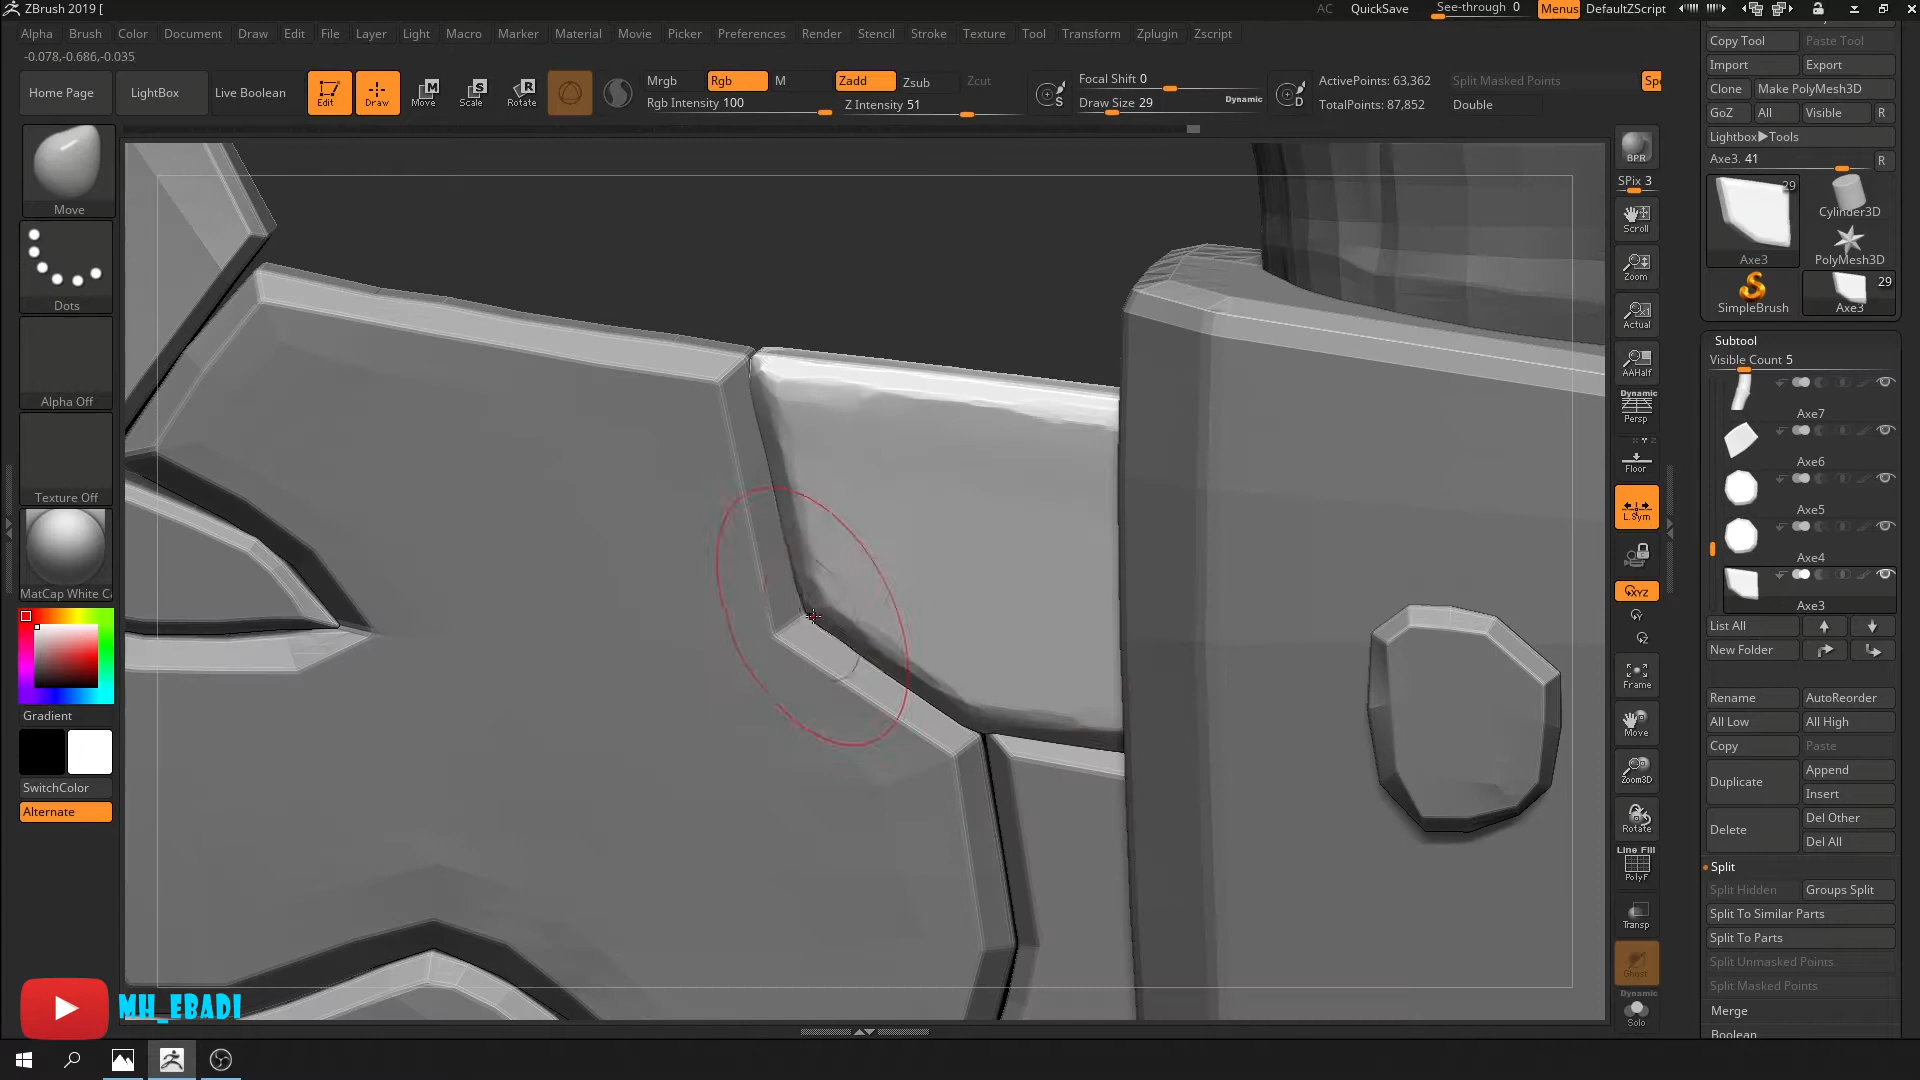 ZBrush 2019 [
AC QuickSave See-through 0 Menus DefaultZScript
Alpha Brush Color Document Draw Edit File Layer Light Macro Marker Material Movie Picker Preferences Render Stencil Stroke Texture Tool Transform Zplugin Zscript
-0.078,-0.686,-0.035
Home Page LightBox Live Boolean Edit Draw Move Scale Rotate
Mrgb Rgb M Zadd Zsub Zcut
Rgb Intensity 100 Z Intensity 51
Focal Shift 0
Draw Size 29 Dynamic
S D
ActivePoints: 63,362 Split Masked Points
TotalPoints: 87,852 Double
Move
Dots
Alpha Off
Texture Off
MatCap White Ca
Gradient
SwitchColor
Alternate
MH_EBADI
BPR
SPix 3
Scroll
Zoom
Actual
AAHalf
Dynamic
Persp
Floor
L.Sym
XYZ
Frame
Move
Zoom3D
Rotate
Line Fill
PolyF
Transp
Ghost
Dynamic
Solo
Copy Tool Paste Tool
Import Export
Clone Make PolyMesh3D
GoZ All Visible R
Lightbox▶Tools
Axe3. 41 R
29
Cylinder3D
Axe3 PolyMesh3D
29
SimpleBrush Axe3
Subtool
Visible Count 5
Axe7
Axe6
Axe5
Axe4
Axe3
List All
New Folder
Rename AutoReorder
All Low All High
Copy Paste
Duplicate Append
Insert
Delete Del Other
Del All
Split
Split Hidden Groups Split
Split To Similar Parts
Split To Parts
Split Unmasked Points
Split Masked Points
Merge
Boolean